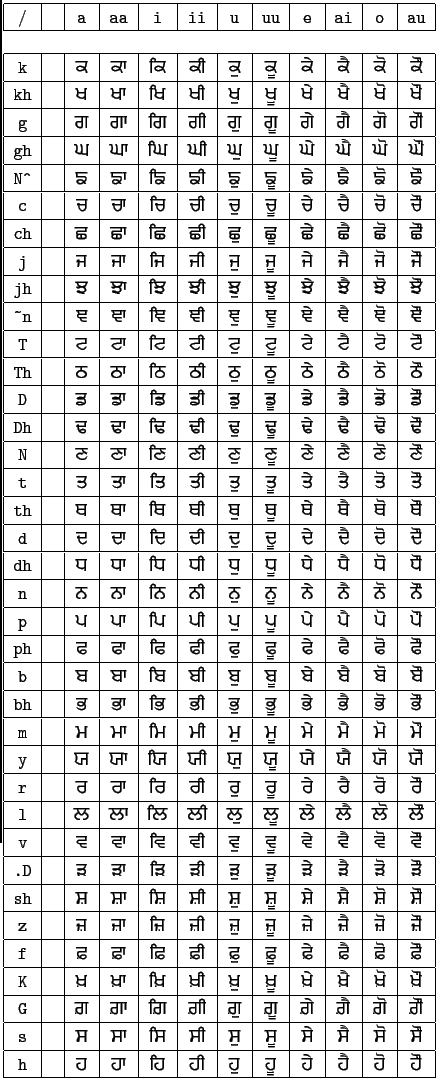 / a aa i ii u uu e ai o au
k ਕ ਕਾ ਕਿ ਕੀ ਕੁ ਕੂ ਕੇ ਕੈ ਕੋ ਕੌ
kh ਖ ਖਾ ਖਿ ਖੀ ਖੁ ਖੂ ਖੇ ਖੈ ਖੋ ਖੌ
g ਗ ਗਾ ਗਿ ਗੀ ਗੁ ਗੂ ਗੇ ਗੈ ਗੋ ਗੌ
gh ਘ ਘਾ ਘਿ ਘੀ ਘੁ ਘੂ ਘੇ ਘੈ ਘੋ ਘੌ
N^ ਙ ਙਾ ਙਿ ਙੀ ਙੁ ਙੂ ਙੇ ਙੈ ਙੋ ਙੌ
c ਚ ਚਾ ਚਿ ਚੀ ਚੁ ਚੂ ਚੇ ਚੈ ਚੋ ਚੌ
ch ਛ ਛਾ ਛਿ ਛੀ ਛੁ ਛੂ ਛੇ ਛੈ ਛੋ ਛੌ
j ਜ ਜਾ ਜਿ ਜੀ ਜੁ ਜੂ ਜੇ ਜੈ ਜੋ ਜੌ
jh ਝ ਝਾ ਝਿ ਝੀ ਝੁ ਝੂ ਝੇ ਝੈ ਝੋ ਝੌ
~n ਞ ਞਾ ਞਿ ਞੀ ਞੁ ਞੂ ਞੇ ਞੈ ਞੋ ਞੌ
T ਟ ਟਾ ਟਿ ਟੀ ਟੁ ਟੂ ਟੇ ਟੈ ਟੋ ਟੌ
Th ਠ ਠਾ ਠਿ ਠੀ ਠੁ ਠੂ ਠੇ ਠੈ ਠੋ ਠੌ
D ਡ ਡਾ ਡਿ ਡੀ ਡੁ ਡੂ ਡੇ ਡੈ ਡੋ ਡੌ
Dh ਢ ਢਾ ਢਿ ਢੀ ਢੁ ਢੂ ਢੇ ਢੈ ਢੋ ਢੌ
N ਣ ਣਾ ਣਿ ਣੀ ਣੁ ਣੂ ਣੇ ਣੈ ਣੋ ਣੌ
t ਤ ਤਾ ਤਿ ਤੀ ਤੁ ਤੂ ਤੇ ਤੈ ਤੋ ਤੌ
th ਥ ਥਾ ਥਿ ਥੀ ਥੁ ਥੂ ਥੇ ਥੈ ਥੋ ਥੌ
d ਦ ਦਾ ਦਿ ਦੀ ਦੁ ਦੂ ਦੇ ਦੈ ਦੋ ਦੌ
dh ਧ ਧਾ ਧਿ ਧੀ ਧੁ ਧੂ ਧੇ ਧੈ ਧੋ ਧੌ
n ਨ ਨਾ ਨਿ ਨੀ ਨੁ ਨੂ ਨੇ ਨੈ ਨੋ ਨੌ
p ਪ ਪਾ ਪਿ ਪੀ ਪੁ ਪੂ ਪੇ ਪੈ ਪੋ ਪੌ
ph ਫ ਫਾ ਫਿ ਫੀ ਫੁ ਫੂ ਫੇ ਫੈ ਫੋ ਫੌ
b ਬ ਬਾ ਬਿ ਬੀ ਬੁ ਬੂ ਬੇ ਬੈ ਬੋ ਬੌ
bh ਭ ਭਾ ਭਿ ਭੀ ਭੁ ਭੂ ਭੇ ਭੈ ਭੋ ਭੌ
m ਮ ਮਾ ਮਿ ਮੀ ਮੁ ਮੂ ਮੇ ਮੈ ਮੋ ਮੌ
y ਯ ਯਾ ਯਿ ਯੀ ਯੁ ਯੂ ਯੇ ਯੈ ਯੋ ਯੌ
r ਰ ਰਾ ਰਿ ਰੀ ਰੁ ਰੂ ਰੇ ਰੈ ਰੋ ਰੌ
l ਲ ਲਾ ਲਿ ਲੀ ਲੁ ਲੂ ਲੇ ਲੈ ਲੋ ਲੌ
v ਵ ਵਾ ਵਿ ਵੀ ਵੁ ਵੂ ਵੇ ਵੈ ਵੋ ਵੌ
.D ੜ ੜਾ ੜਿ ੜੀ ੜੁ ੜੂ ੜੇ ੜੈ ੜੋ ੜੌ
sh ਸ਼ ਸ਼ਾ ਸ਼ਿ ਸ਼ੀ ਸ਼ੁ ਸ਼ੂ ਸ਼ੇ ਸ਼ੈ ਸ਼ੋ ਸ਼ੌ
z ਜ਼ ਜ਼ਾ ਜ਼ਿ ਜ਼ੀ ਜ਼ੁ ਜ਼ੂ ਜ਼ੇ ਜ਼ੈ ਜ਼ੋ ਜ਼ੌ
f ਫ਼ ਫ਼ਾ ਫ਼ਿ ਫ਼ੀ ਫ਼ੁ ਫ਼ੂ ਫ਼ੇ ਫ਼ੈ ਫ਼ੋ ਫ਼ੌ
K ਖ਼ ਖ਼ਾ ਖ਼ਿ ਖ਼ੀ ਖ਼ੁ ਖ਼ੂ ਖ਼ੇ ਖ਼ੈ ਖ਼ੋ ਖ਼ੌ
G ਗ਼ ਗ਼ਾ ਗ਼ਿ ਗ਼ੀ ਗ਼ੁ ਗ਼ੂ ਗ਼ੇ ਗ਼ੈ ਗ਼ੋ ਗ਼ੌ
s ਸ ਸਾ ਸਿ ਸੀ ਸੁ ਸੂ ਸੇ ਸੈ ਸੋ ਸੌ
h ਹ ਹਾ ਹਿ ਹੀ ਹੁ ਹੂ ਹੇ ਹੈ ਹੋ ਹੌ